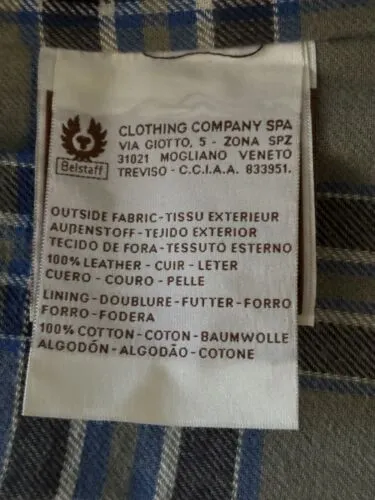 Belstaff
CLOTHING COMPANY SPA
VIA GIOTTO, 5 - ZONA SPZ
31021 MOGLIANO VENETO
TREVISO - C.C.I.A.A. 833951.
OUTSIDE FABRIC-TISSU EXTERIEUR
AUßENSTOFF-TEJIDO EXTERIOR
TECIDO DE FORA-TESSUTO ESTERNO
100% LEATHER - CUIR - LETER
CUERO - COURO - PELLE
LINING-DOUBLURE-FUTTER-FORRO
FORRO-FODERA
100% COTTON-COTON-BAUMWOLLE
ALGODÓN-ALGODÃO-COTONE